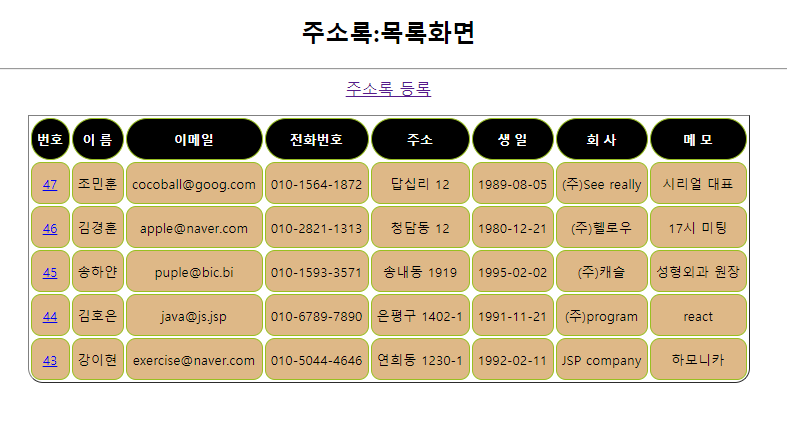 주소록:목록화면
주소록 등록
번호 이 름 이메일 전화번호 주소 생 일 회 사 메 모
47 조민훈 cocoball@goog.com 010-1564-1872 답십리 12 1989-08-05 (주)See really 시리얼 대표
46 김경훈 apple@naver.com 010-2821-1313 청담동 12 1980-12-21 (주)헬로우 17시 미팅
45 송하얀 puple@bic.bi 010-1593-3571 송내동 1919 1995-02-02 (주)캐슬 성형외과 원장
44 김호은 java@js.jsp 010-6789-7890 은평구 1402-1 1991-11-21 (주)program react
43 강이현 exercise@naver.com 010-5044-4646 연희동 1230-1 1992-02-11 JSP company 하모니카